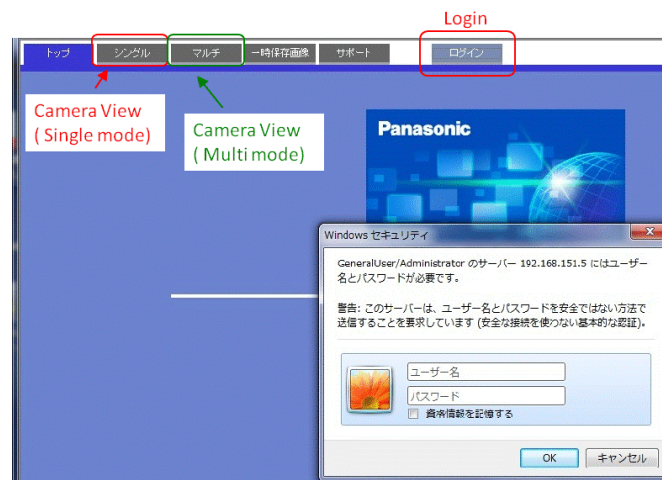 Login
トップ シングル マルチ 一時保存画像 サポート ログイン
Camera View
( Single mode)
Camera View
( Multi mode)
Panasonic
Windows セキュリティ
GeneralUser/Administrator のサーバー 192.168.151.5 にはユーザー
名とパスワードが必要です。
警告: このサーバーは、ユーザー名とパスワードを安全ではない方法で
送信することを要求しています (安全な接続を使わない基本的な認証)。
ユーザー名
パスワード
資格情報を記憶する
OK キャンセル